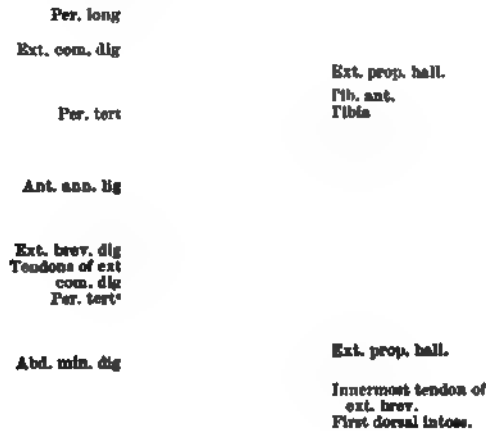 Per. long
Ext. com. dig
Per. tert
Ant. ann. lig
Ext. brev. dig
Tendons of ext
com. dig
Per. tert
Abd. min. dig
Ext. prop. hall.
Tib. ant.
Tibia
Ext. prop. hall.
Innermost tendon of
ext. brev.
First dorsal intoss.